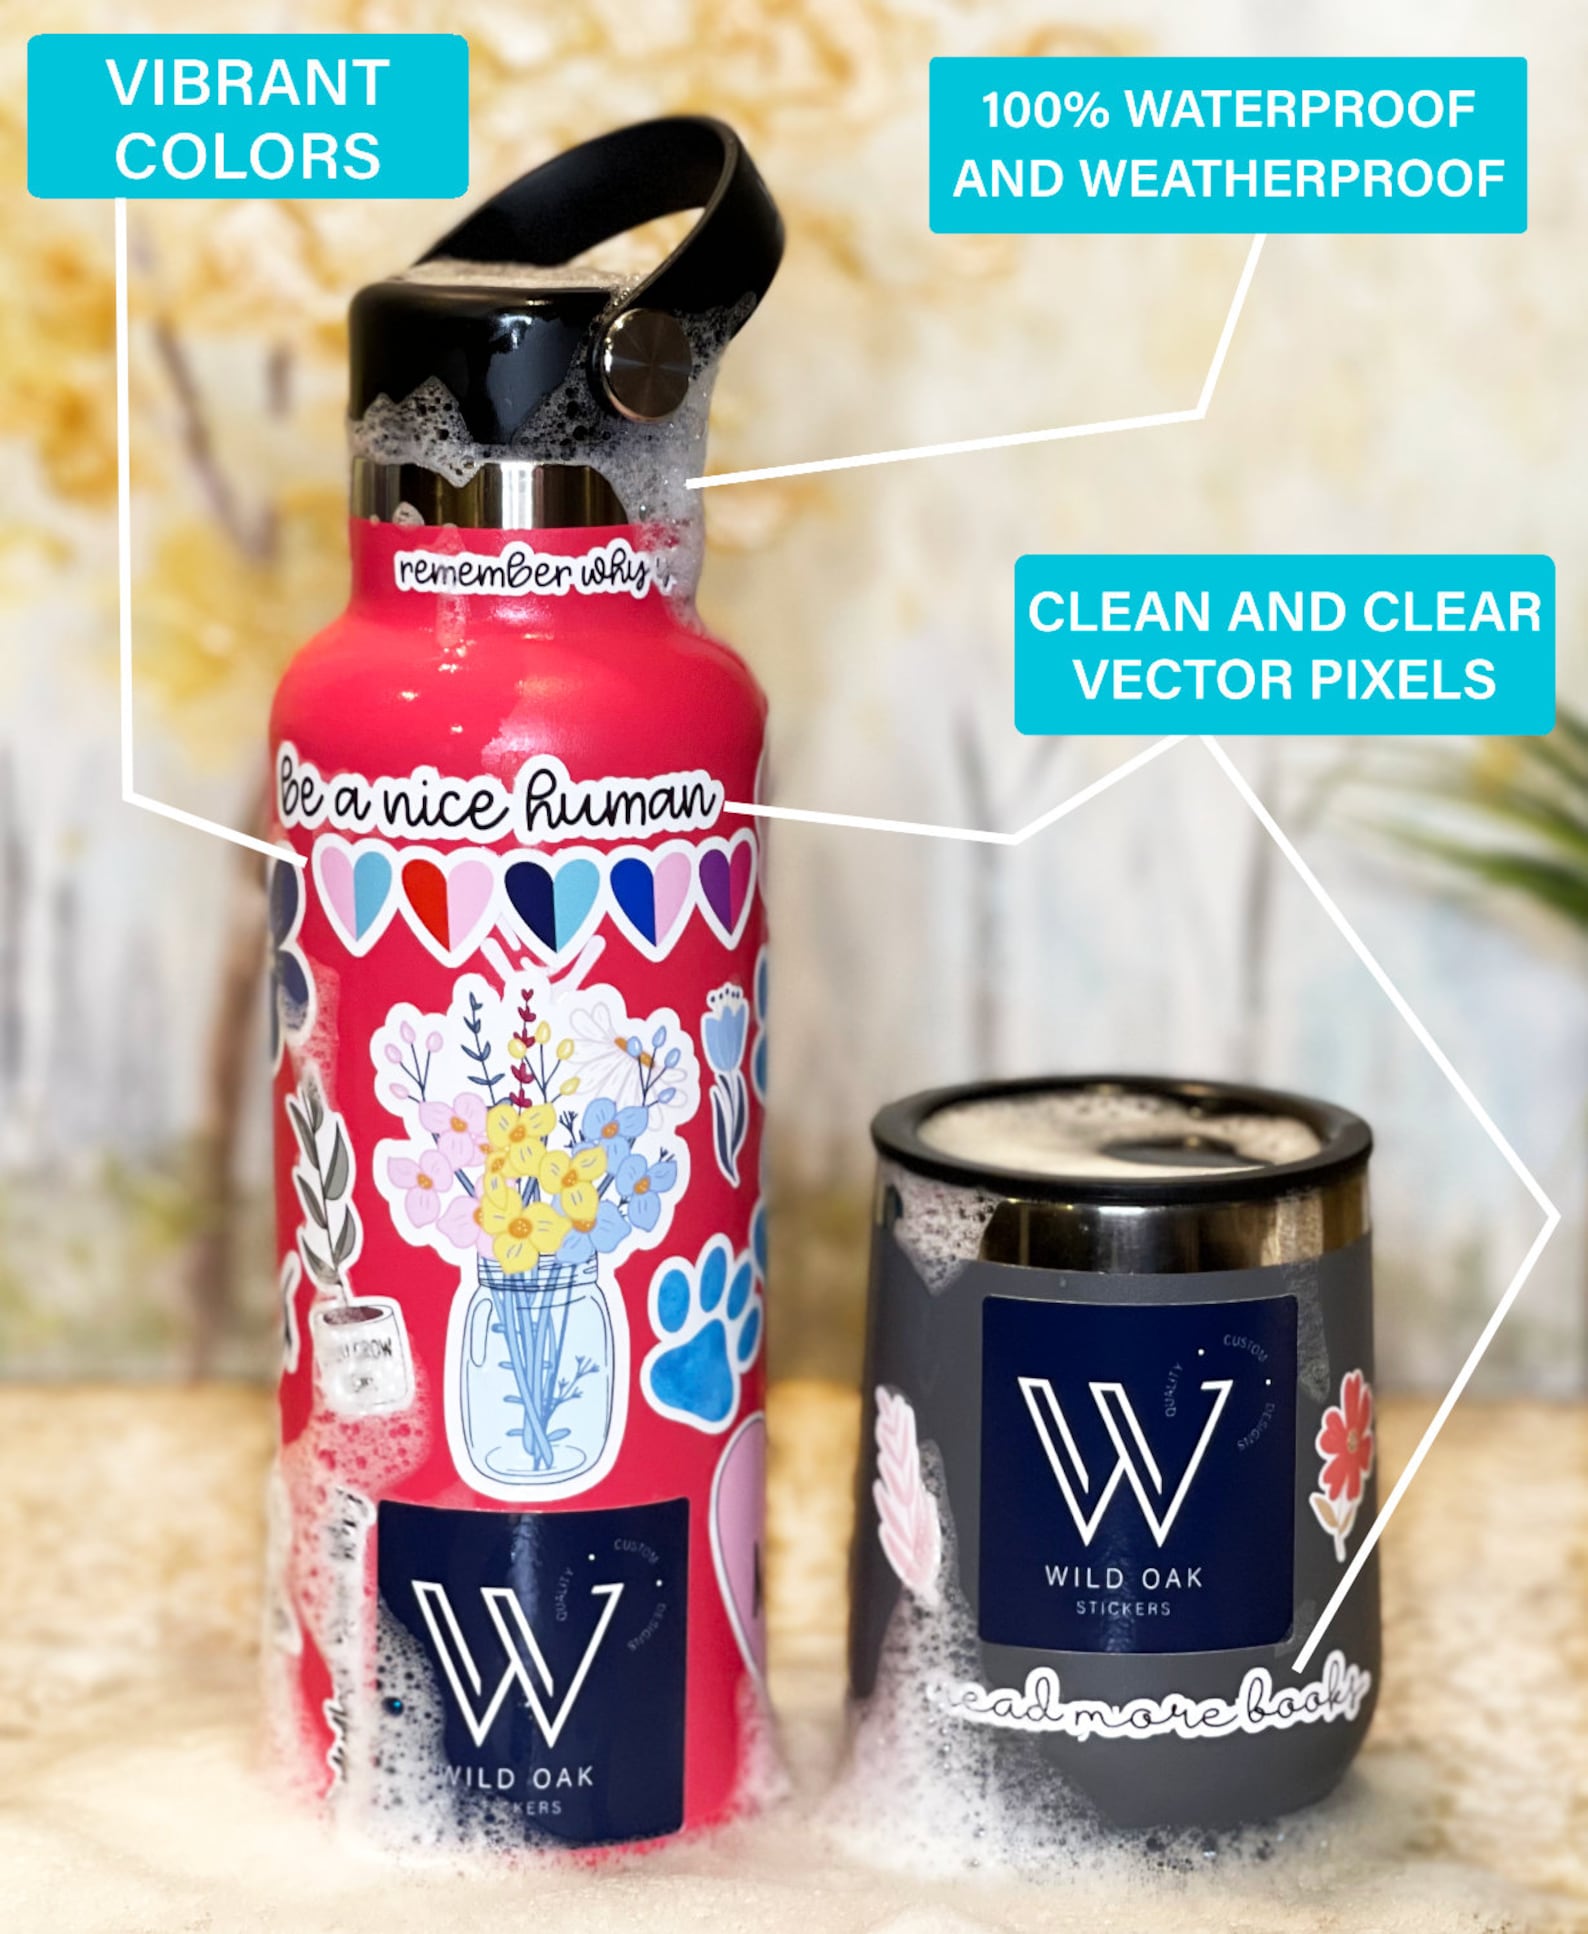 VIBRANT
COLORS
100% WATERPROOF
AND WEATHERPROOF
CLEAN AND CLEAR
VECTOR PIXELS
remember why
be a nice human
QUALITY
CUSTOM
DESIGNS
W
WILD OAK
STICKERS
QUALITY
CUSTOM
DESIGNS
W
WILD OAK
more books